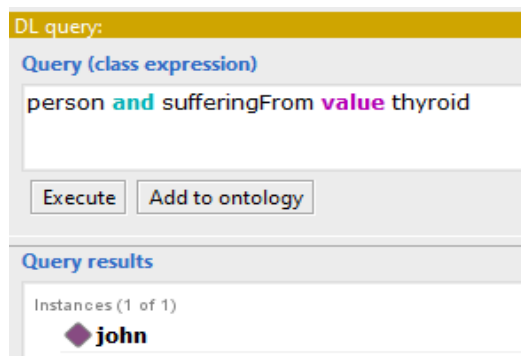 DL query:
Query (class expression)
person and sufferingFrom value thyroid
Execute Add to ontology
Query results
Instances (1 of 1)
john